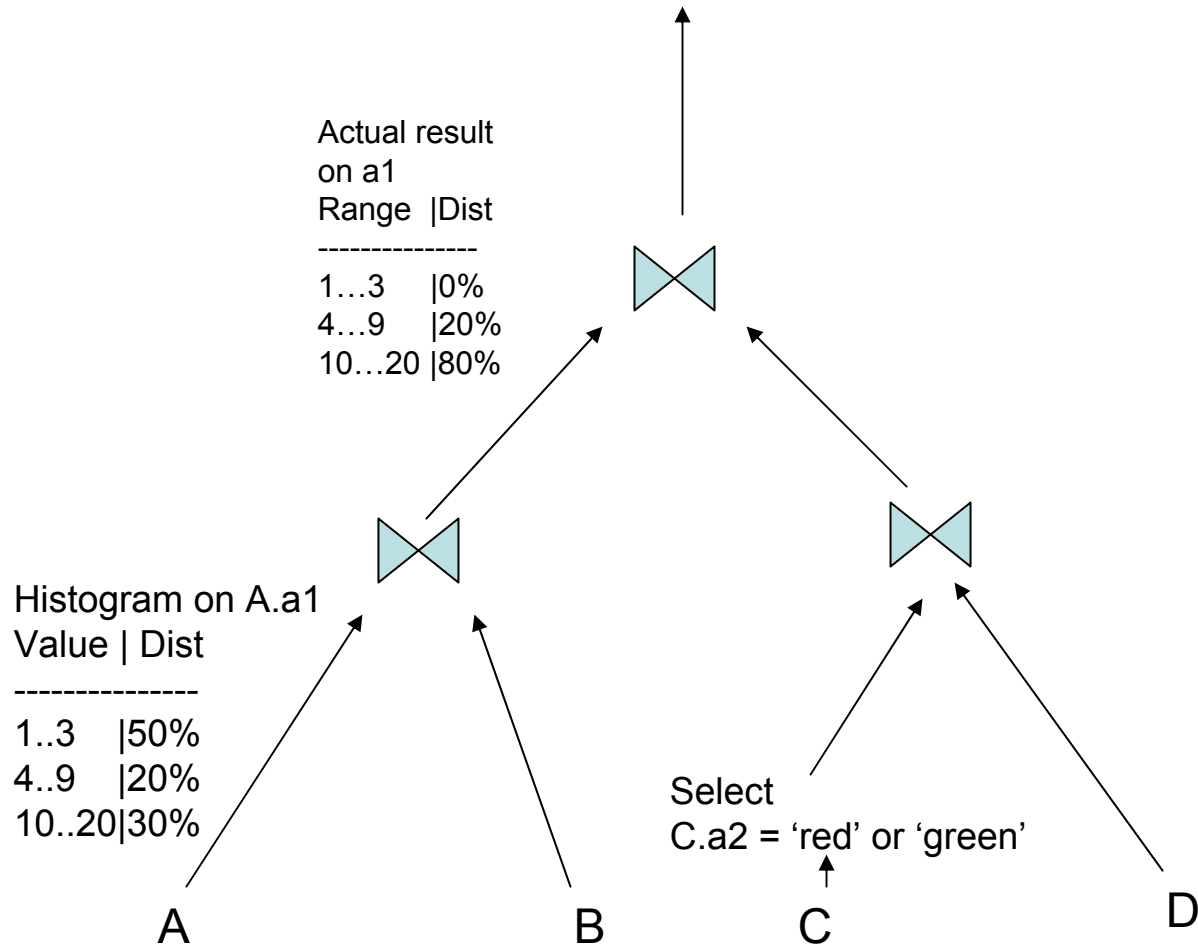 Actual result
on a1
Range |Dist
---------------
1…3 |0%
4…9 |20%
10…20 |80%
Histogram on A.a1
Value | Dist
---------------
1..3 |50%
4..9 |20%
10..20|30%
Select
C.a2 = ‘red’ or ‘green’
A
B
C
D